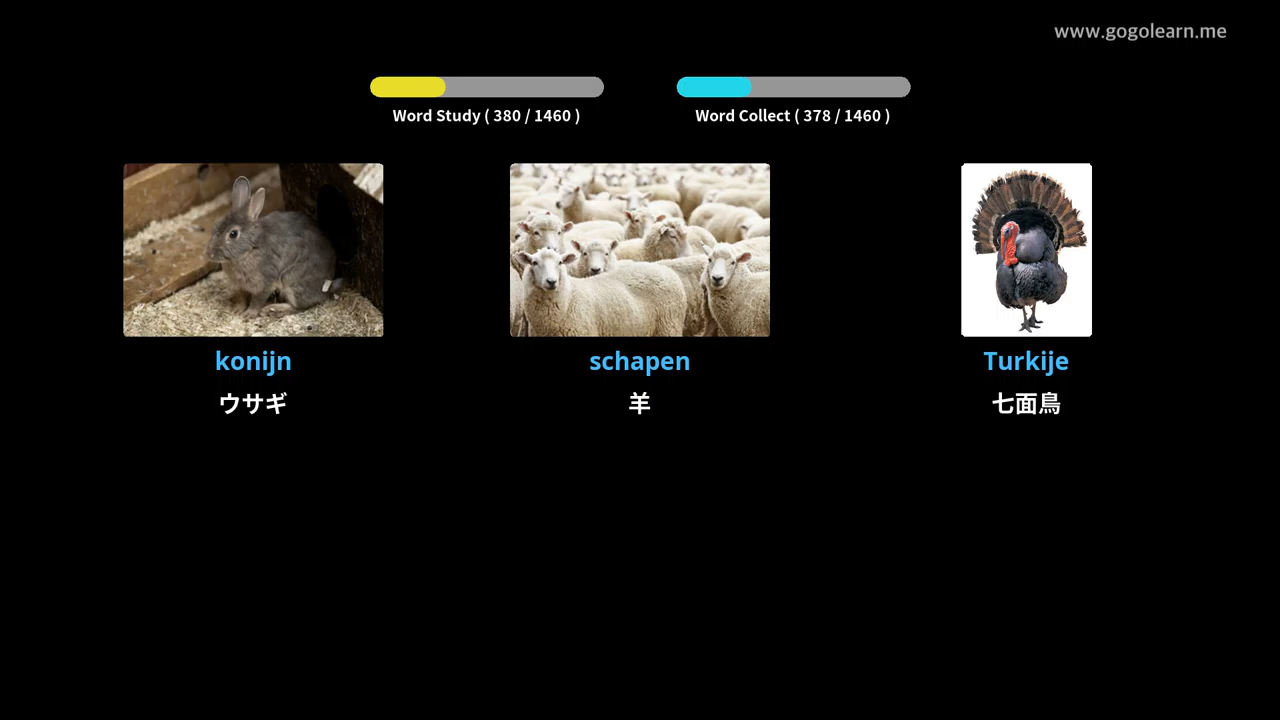 www.gogolearn.me
Word Study ( 380 / 1460 )
Word Collect ( 378 / 1460 )
konijn
schapen
Turkije
ウサギ
羊
七面鳥